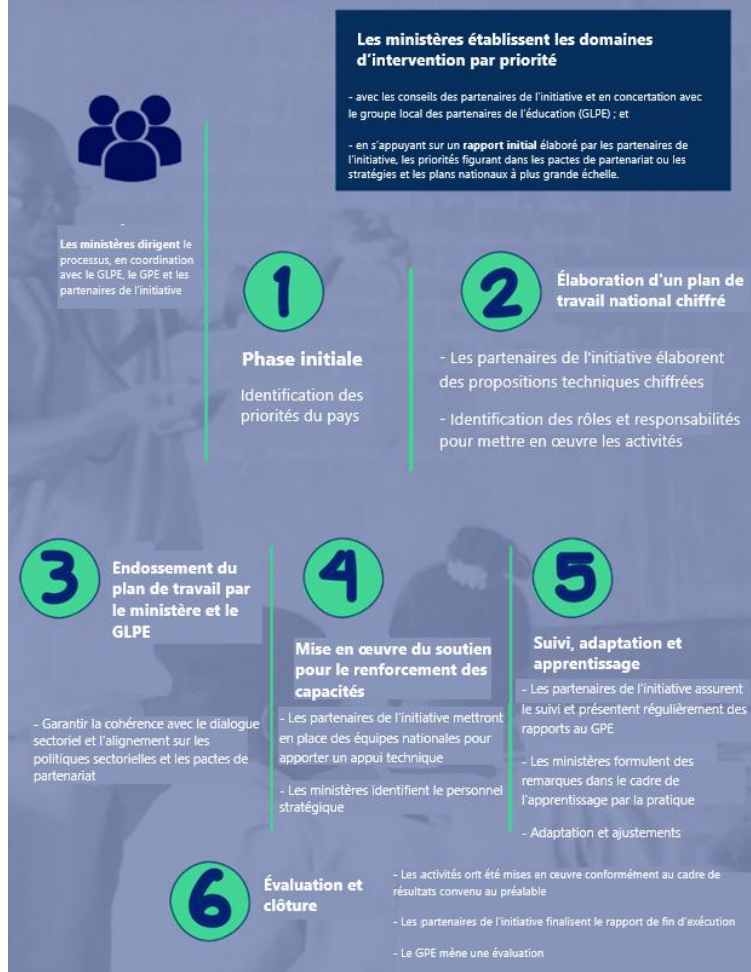 Les ministères établissent les domaines
d'intervention par priorité
- avec les conseils des partenaires de l'initiative et en concertation avec
le groupe local des partenaires de l'éducation (GLPE) ; et
- en s'appuyant sur un rapport initial élaboré par les partenaires de
l'initiative, les priorités figurant dans les pactes de partenariat ou les
stratégies et les plans nationaux à plus grande échelle.
Les ministères dirigent le
processus, en coordination
avec le GLPE, le GPE et les
partenaires de l'initiative
1
Phase initiale
Identification des
priorités du pays
2
Élaboration d'un plan de
travail national chiffré
- Les partenaires de l'initiative élaborent
des propositions techniques chiffrées
- Identification des rôles et responsabilités
pour mettre en œuvre les activités
3
Endossement du
plan de travail par
le ministère et le
GLPE
- Garantir la cohérence avec le dialogue
sectoriel et l'alignement sur les
politiques sectorielles et les pactes de
partenariat
4
Mise en œuvre du soutien
pour le renforcement des
capacités
- Les partenaires de l'initiative mettront
en place des équipes nationales pour
apporter un appui technique
- Les ministères identifient le personnel
stratégique
5
Suivi, adaptation et
apprentissage
- Les partenaires de l'initiative assurent
le suivi et présentent régulièrement des
rapports au GPE
- Les ministères formulent des
remarques dans le cadre de
l'apprentissage par la pratique
- Adaptation et ajustements
6
Évaluation et
clôture
- Les activités ont été mises en œuvre conformément au cadre de
résultats convenu au préalable
- Les partenaires de l'initiative finalisent le rapport de fin d'exécution
- Le GPE mène une évaluation